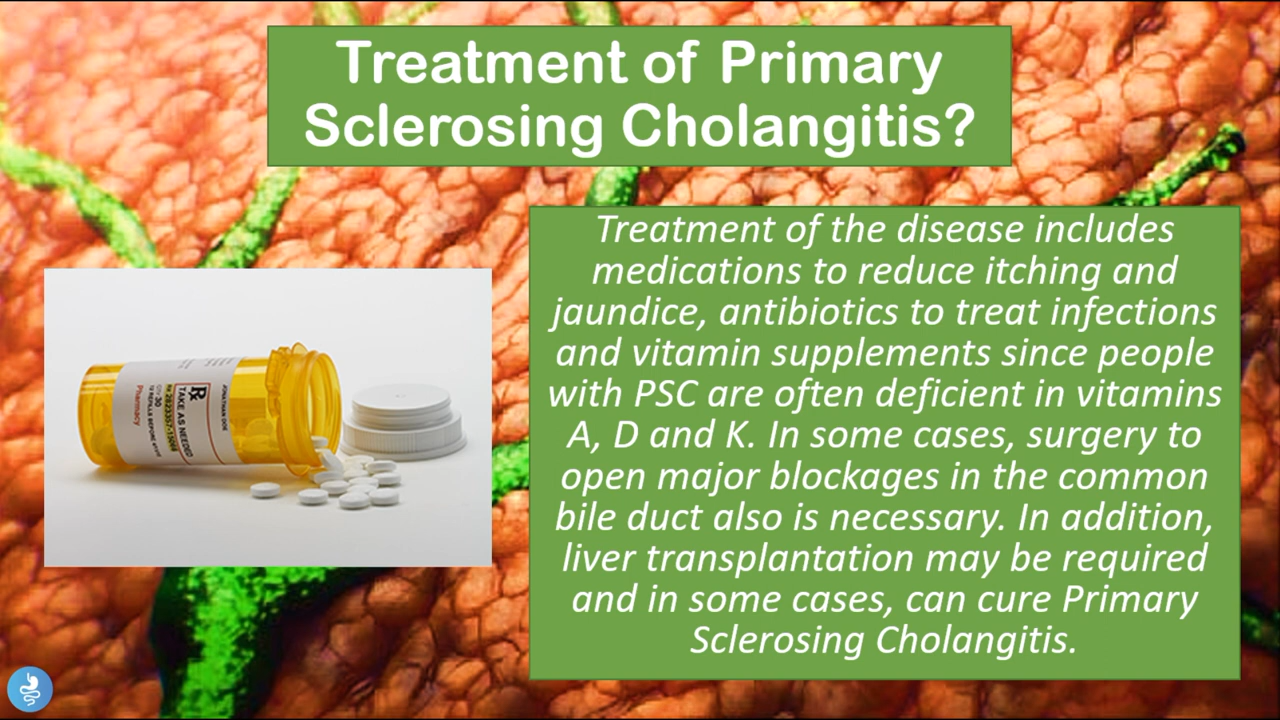 Treatment of Primary
Sclerosing Cholangitis?
Treatment of the disease includes
medications to reduce itching and
jaundice, antibiotics to treat infections
and vitamin supplements since people
with PSC are often deficient in vitamins
A, D and K. In some cases, surgery to
open major blockages in the common
bile duct also is necessary. In addition,
liver transplantation may be required
and in some cases, can cure Primary
Sclerosing Cholangitis.
JONATHAN DOE
Rx
TAKE AS NEEDED
Pharmacy